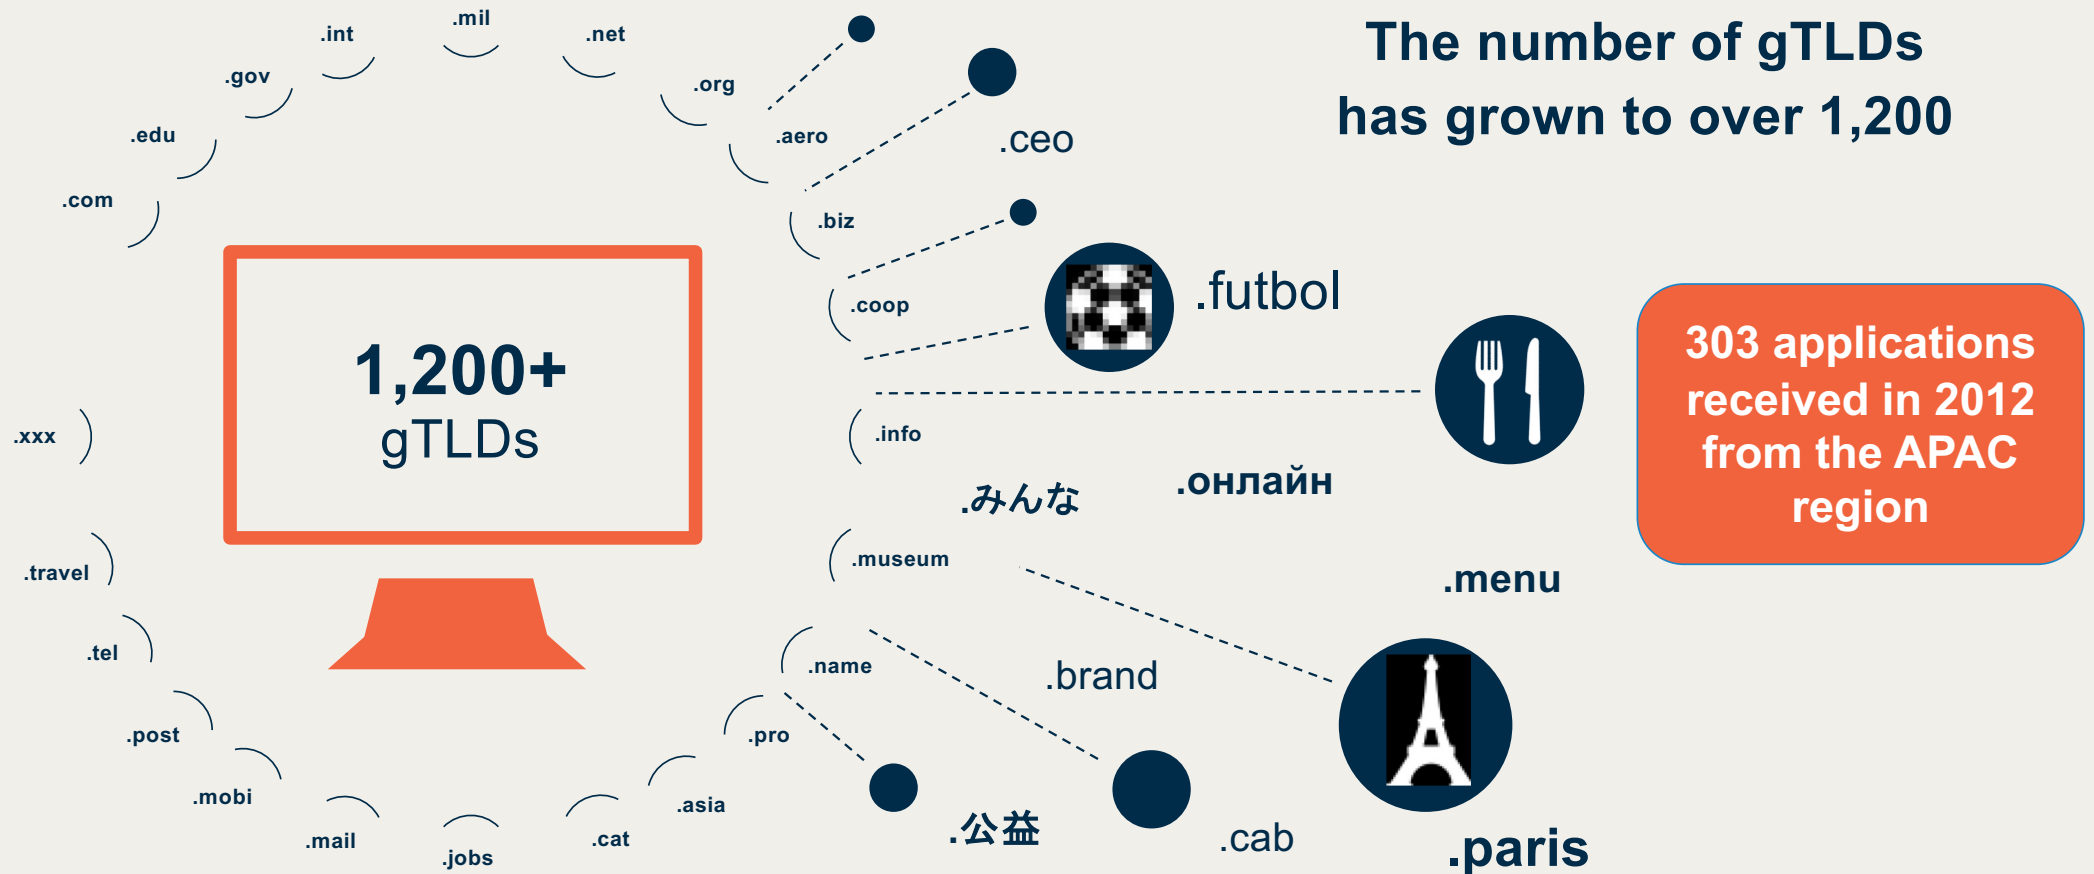 The number of gTLDs
has grown to over 1,200
.mil
.int
.net
.gov
.org
.edu
.aero
.ceo
.com
.biz
.futbol
.coop
1,200+
gTLDs
303 applications
received in 2012
from the APAC
region
.xxx
.info
.みんな
.онлайн
.museum
.travel
.menu
.tel
.name
.brand
.post
.pro
.mobi
.asia
.mail
.jobs
.cat
.公益
.cab
.paris